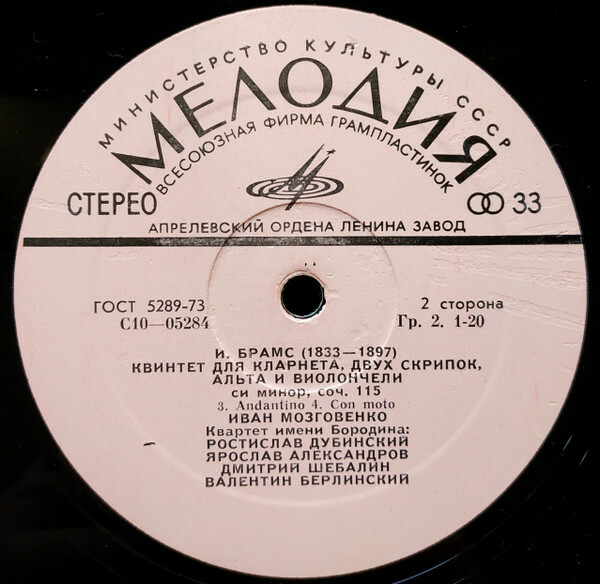 МИНИСТЕРСТВО КУЛЬТУРЫ СССР
МЕЛОДИЯ
ВСЕСОЮЗНАЯ ФИРМА ГРАМПЛАСТИНОК
СТЕРЕО
33
АПРЕЛЕВСКИЙ ОРДЕНА ЛЕНИНА ЗАВОД
ГОСТ 5289-73
2 сторона
С10—05284
Гр. 2. 1-20
И. БРАМС (1833—1897)
КВИНТЕТ ДЛЯ КЛАРНЕТА, ДВУХ СКРИПОК,
АЛЬТА И ВИОЛОНЧЕЛИ
си минор, соч. 115
3. Andantino 4. Con moto
ИВАН МОЗГОВЕНКО
Квартет имени Бородина:
РОСТИСЛАВ ДУБИНСКИЙ
ЯРОСЛАВ АЛЕКСАНДРОВ
ДМИТРИЙ ШЕБАЛИН
ВАЛЕНТИН БЕРЛИНСКИЙ